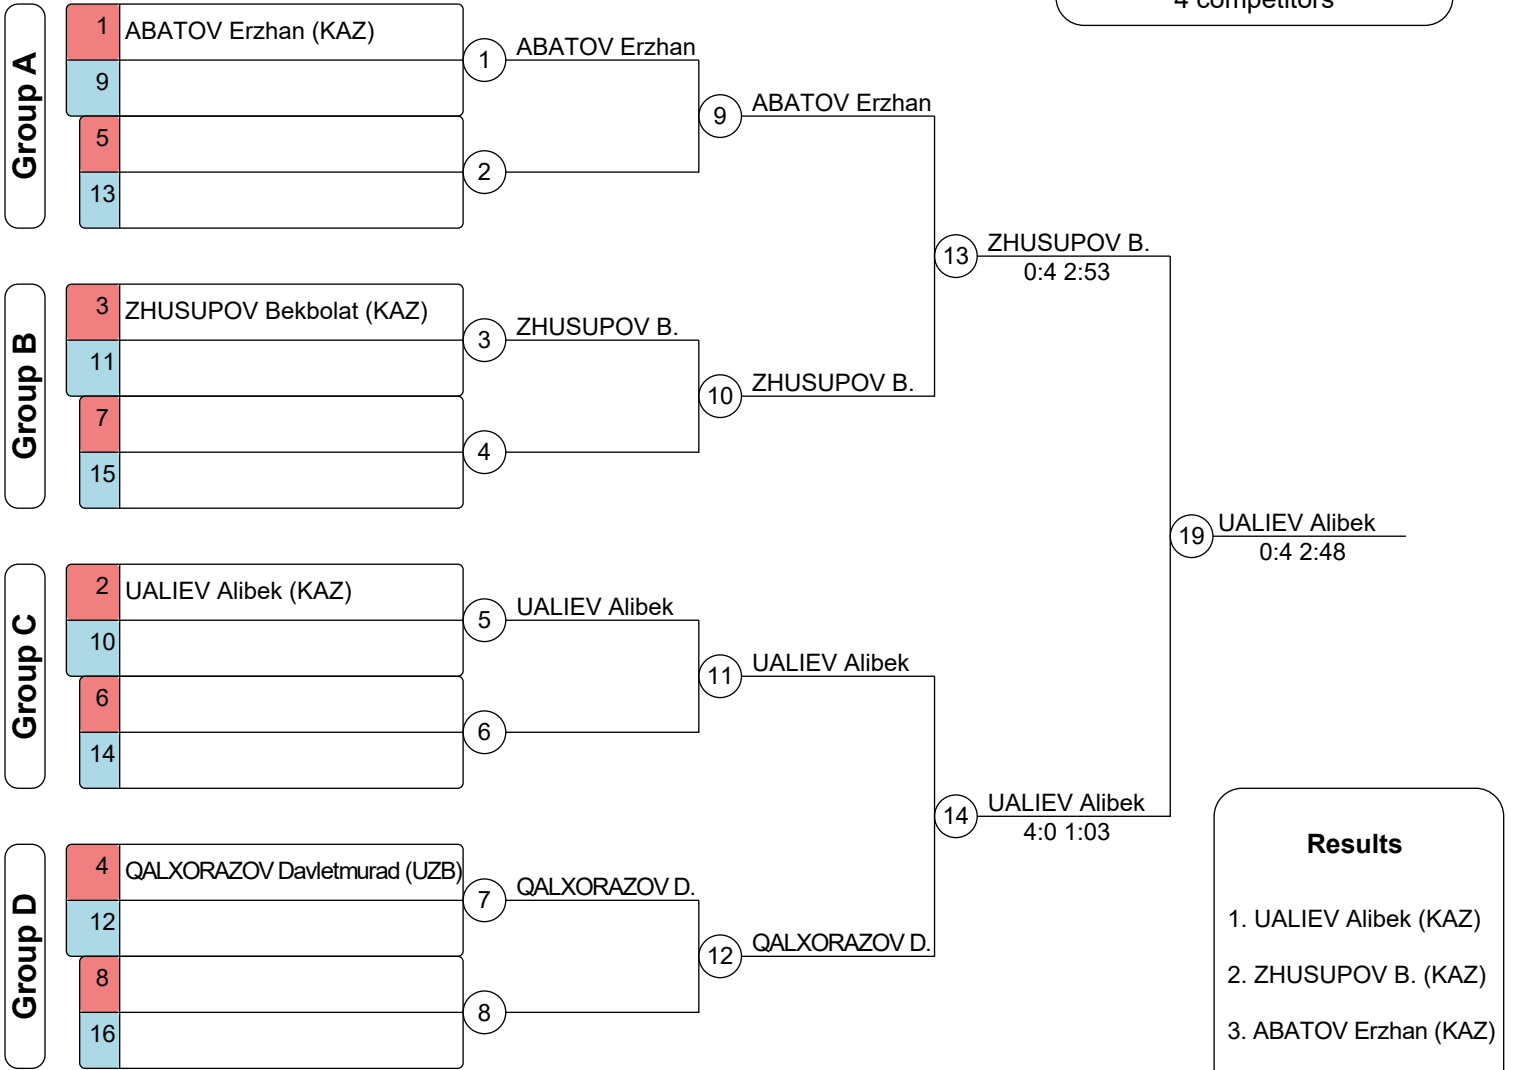 4 competitors
Group A
1 ABATOV Erzhan (KAZ)
9
5
13
1 ABATOV Erzhan
2
9 ABATOV Erzhan
Group B
3 ZHUSUPOV Bekbolat (KAZ)
11
7
15
3 ZHUSUPOV B.
4
10 ZHUSUPOV B.
13 ZHUSUPOV B.
0:4 2:53
Group C
2 UALIEV Alibek (KAZ)
10
6
14
5 UALIEV Alibek
6
11 UALIEV Alibek
Group D
4 QALXORAZOV Davletmurad (UZB)
12
8
16
7 QALXORAZOV D.
8
12 QALXORAZOV D.
14 UALIEV Alibek
4:0 1:03
19 UALIEV Alibek
0:4 2:48
Results
1. UALIEV Alibek (KAZ)
2. ZHUSUPOV B. (KAZ)
3. ABATOV Erzhan (KAZ)